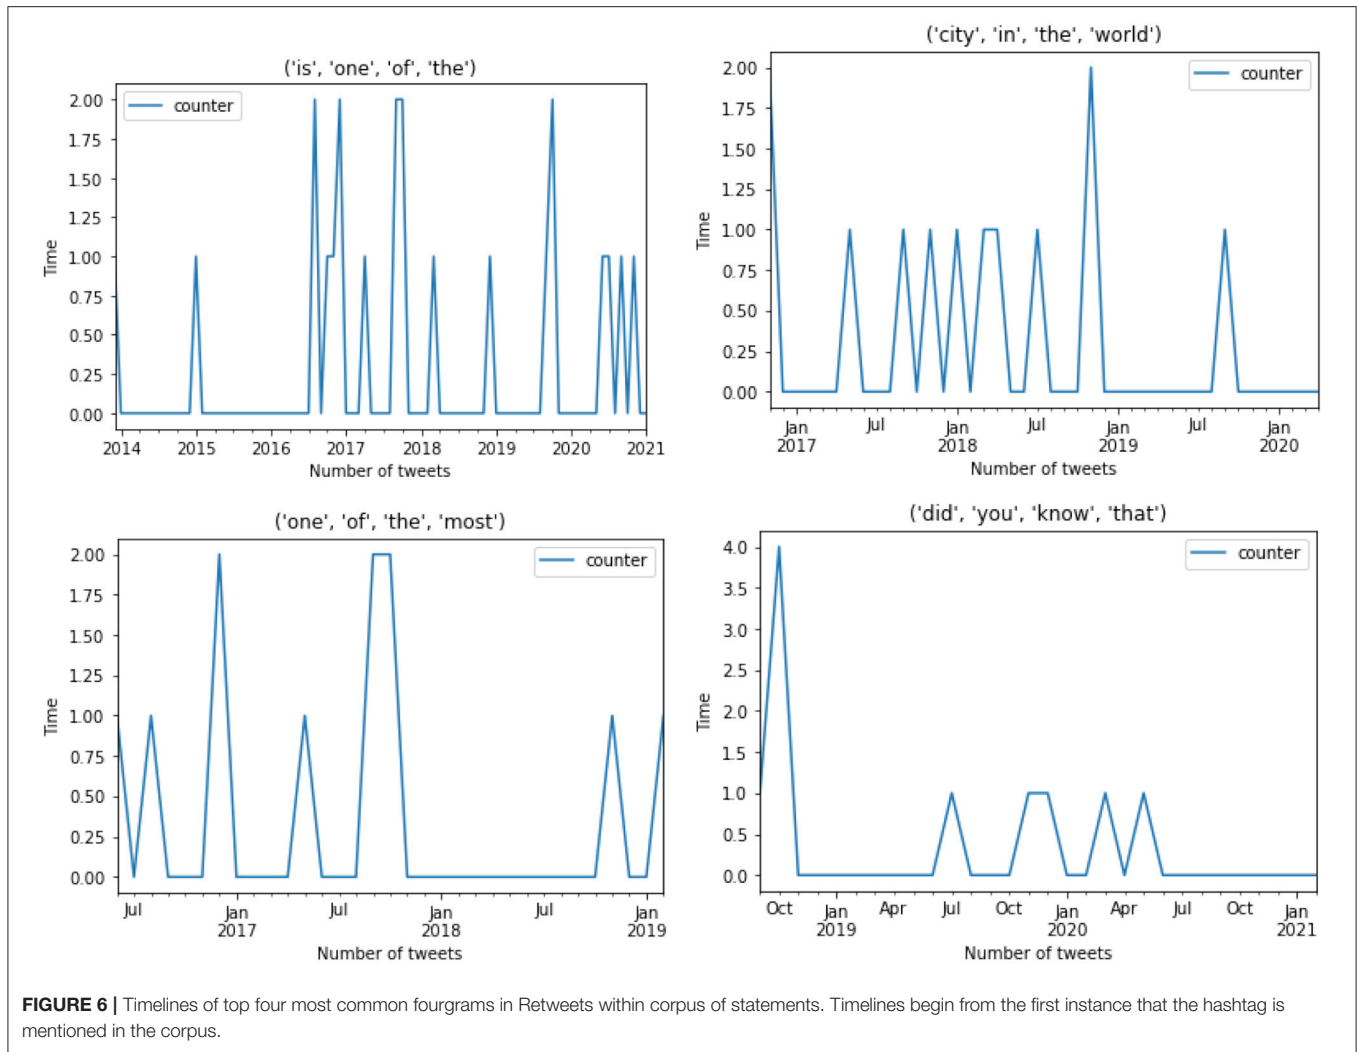 ('is', 'one', 'of', 'the')
counter
2.00
1.75
1.50
1.25
1.00
0.75
0.50
0.25
0.00
Time
2014 2015 2016 2017 2018 2019 2020 2021
Number of tweets
('city', 'in', 'the', 'world')
counter
2.00
1.75
1.50
1.25
1.00
0.75
0.50
0.25
0.00
Time
Jan Jul Jan Jul Jan Jul Jan
2017 2018 2019 2020
Number of tweets
('one', 'of', 'the', 'most')
counter
2.00
1.75
1.50
1.25
1.00
0.75
0.50
0.25
0.00
Time
Jul Jan Jul Jan Jul Jan
2017 2018 2019
Number of tweets
('did', 'you', 'know', 'that')
counter
4.0
3.5
3.0
2.5
2.0
1.5
1.0
0.5
0.0
Time
Oct Jan Apr Jul Oct Jan Apr Jul Oct Jan
2019 2020 2021
Number of tweets
FIGURE 6 | Timelines of top four most common fourgrams in Retweets within corpus of statements. Timelines begin from the first instance that the hashtag is
mentioned in the corpus.